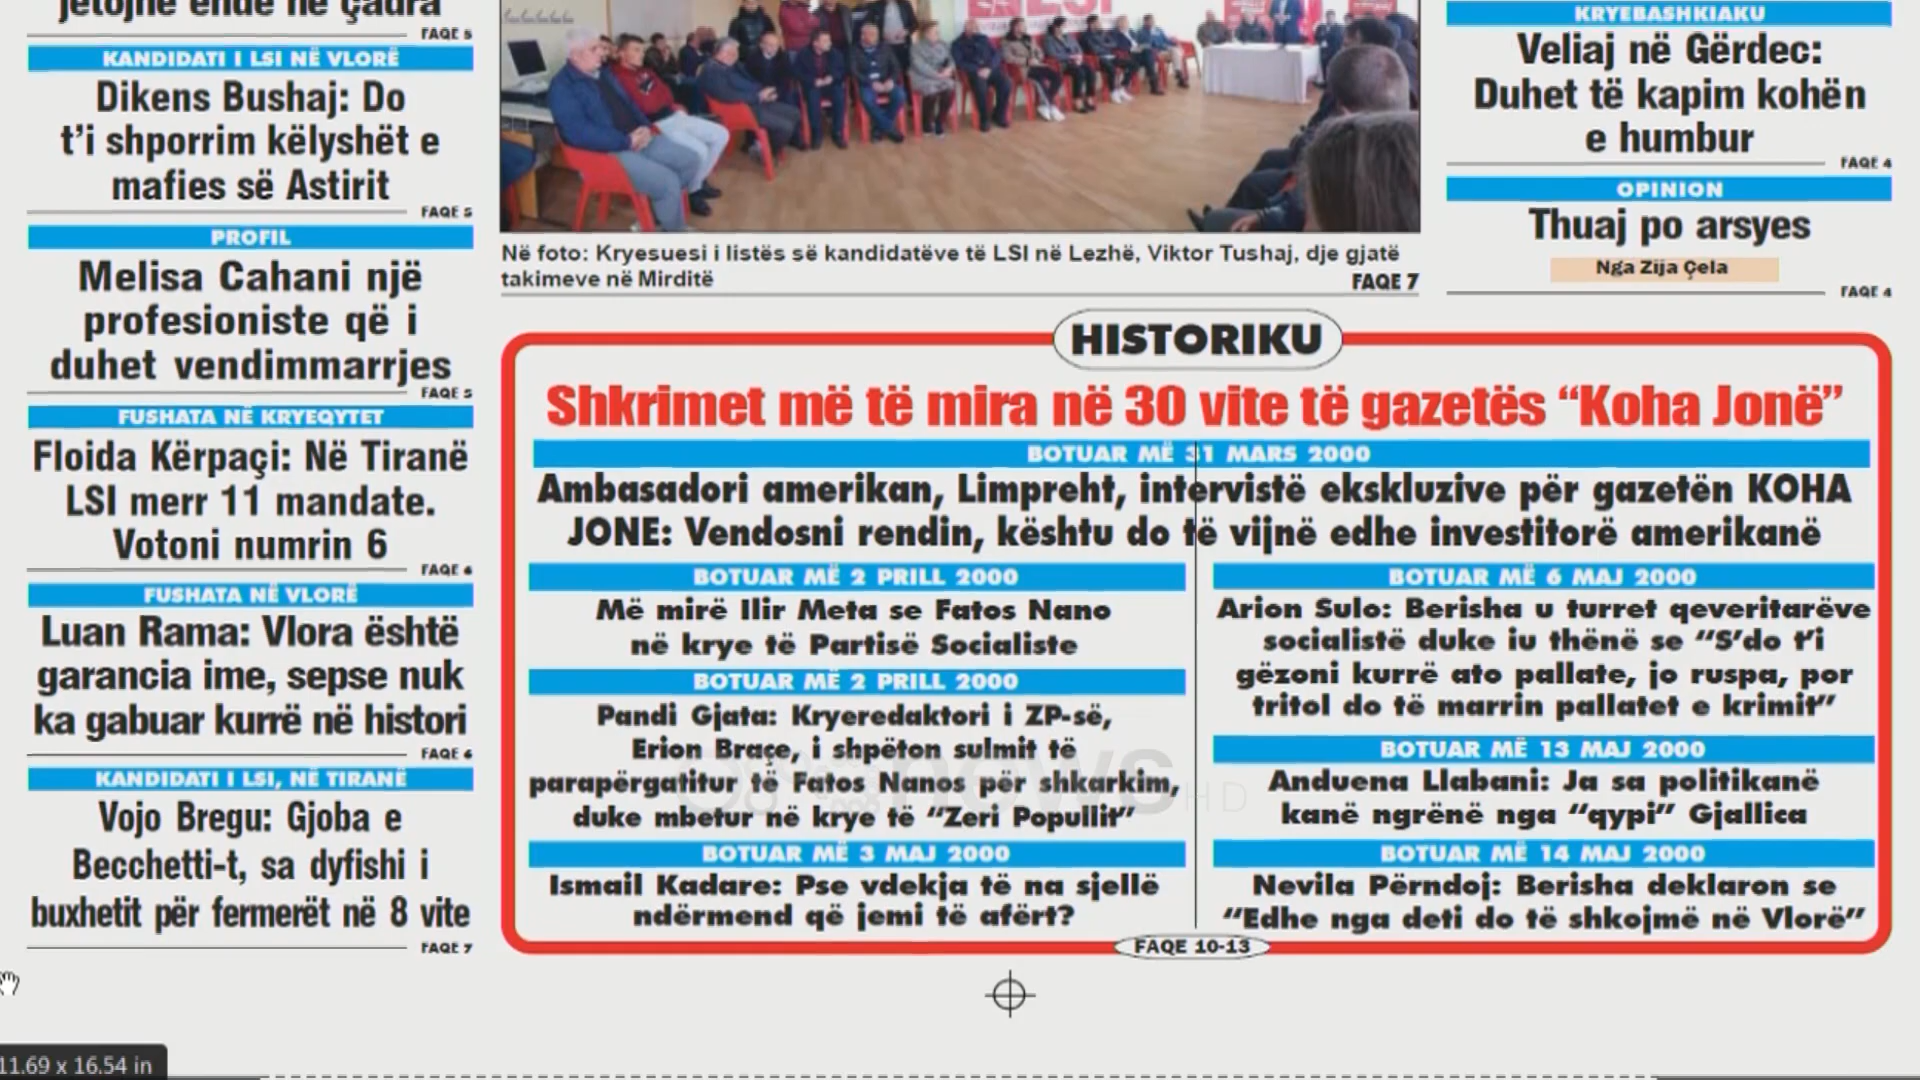 jetojnë ende në çadra
FAQE 5
KANDIDATI I LSI NË VLORË
Dikens Bushaj: Do
t’i shporrim këlyshët e
mafies së Astirit
FAQE 5
PROFIL
Melisa Cahani një
profesioniste që i
duhet vendimmarrjes
FAQE 5
FUSHATA NË KRYEQYTET
Floida Kërpaçi: Në Tiranë
LSI merr 11 mandate.
Votoni numrin 6
FAQE 6
FUSHATA NË VLORË
Luan Rama: Vlora është
garancia ime, sepse nuk
ka gabuar kurrë në histori
FAQE 6
KANDIDATI I LSI, NË TIRANË
Vojo Bregu: Gjoba e
Becchetti-t, sa dyfishi i
buxhetit për fermerët në 8 vite
FAQE 7
LSI
Në foto: Kryesuesi i listës së kandidatëve të LSI në Lezhë, Viktor Tushaj, dje gjatë
takimeve në Mirditë
FAQE 7
KRYEBASHKIAKU
Veliaj në Gërdec:
Duhet të kapim kohën
e humbur
FAQE 4
OPINION
Thuaj po arsyes
Nga Zija Çela
FAQE 4
HISTORIKU
Shkrimet më të mira në 30 vite të gazetës “Koha Jonë”
BOTUAR MË 31 MARS 2000
Ambasadori amerikan, Limpreht, intervistë ekskluzive për gazetën KOHA
JONE: Vendosni rendin, kështu do të vijnë edhe investitorë amerikanë
BOTUAR MË 2 PRILL 2000
Më mirë Ilir Meta se Fatos Nano
në krye të Partisë Socialiste
BOTUAR MË 2 PRILL 2000
Pandi Gjata: Kryeredaktori i ZP-së,
Erion Braçe, i shpëton sulmit të
parapërgatitur të Fatos Nanos për shkarkim,
duke mbetur në krye të “Zeri Popullit”
BOTUAR MË 3 MAJ 2000
Ismail Kadare: Pse vdekja të na sjellë
ndërmend që jemi të afërt?
BOTUAR MË 6 MAJ 2000
Arion Sulo: Berisha u turret qeveritarëve
socialistë duke iu thënë se “S’do t’i
gëzoni kurrë ato pallate, jo ruspa, por
tritol do të marrin pallatet e krimit”
BOTUAR MË 13 MAJ 2000
Anduena Llabani: Ja sa politikanë
kanë ngrënë nga “qypi” Gjallica
BOTUAR MË 14 MAJ 2000
Nevila Përndoj: Berisha deklaron se
“Edhe nga deti do të shkojmë në Vlorë”
FAQE 10-13
news HD
11.69 x 16.54 in